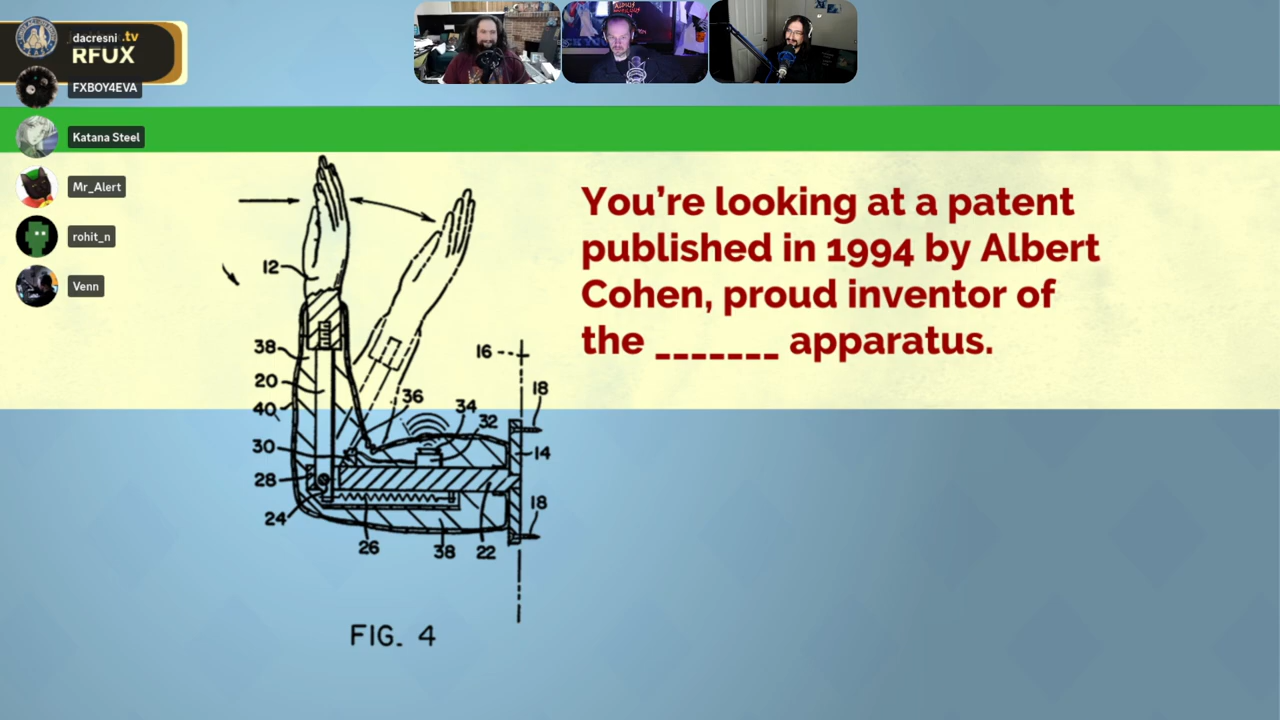 dacresni .tv
RFUX
FXBOY4EVA
Katana Steel
Mr_Alert
rohit_n
Venn
You're looking at a patent
published in 1994 by Albert
Cohen, proud inventor of
the _______ apparatus.
12
38
20
40
30
28
24
26
38
22
36
34
32
16
18
14
18
FIG. 4